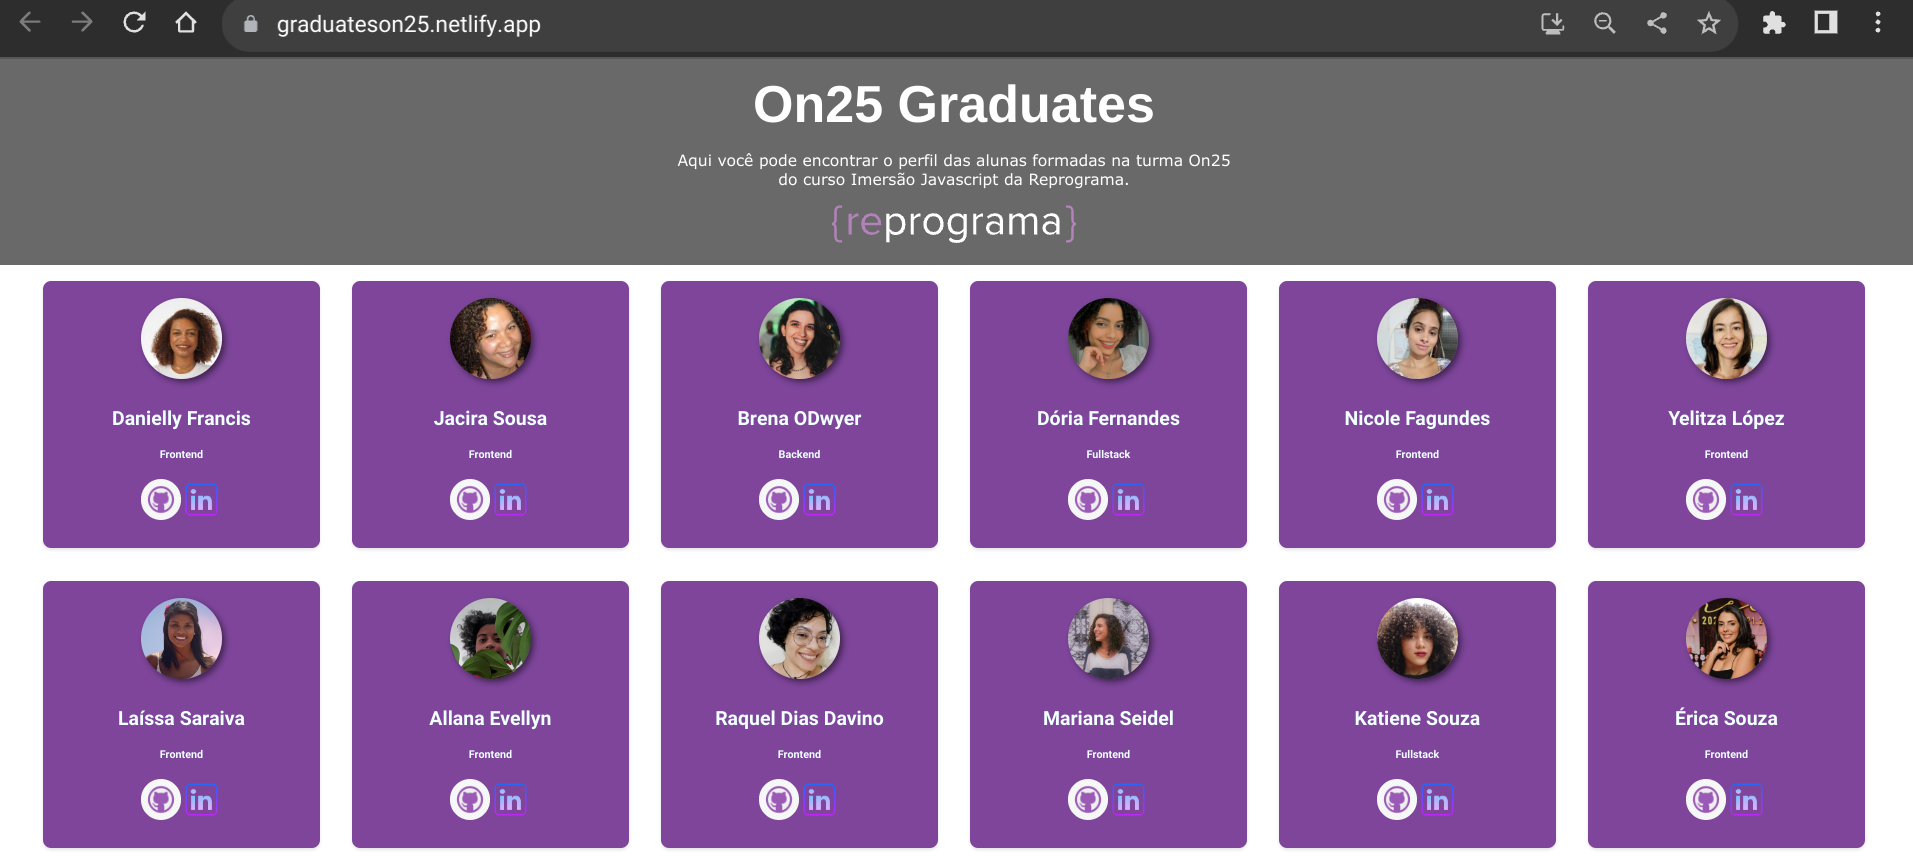 graduateson25.netlify.app
On25 Graduates
Aqui você pode encontrar o perfil das alunas formadas na turma On25
do curso Imersão Javascript da Reprograma.
{reprograma}
Danielly Francis
Frontend
in
Jacira Sousa
Frontend
in
Brena ODwyer
Backend
in
Dória Fernandes
Fullstack
in
Nicole Fagundes
Frontend
in
Yelitza López
Frontend
in
Laíssa Saraiva
Frontend
in
Allana Evellyn
Frontend
in
Raquel Dias Davino
Frontend
in
Mariana Seidel
Frontend
in
Katiene Souza
Fullstack
in
Érica Souza
Frontend
in